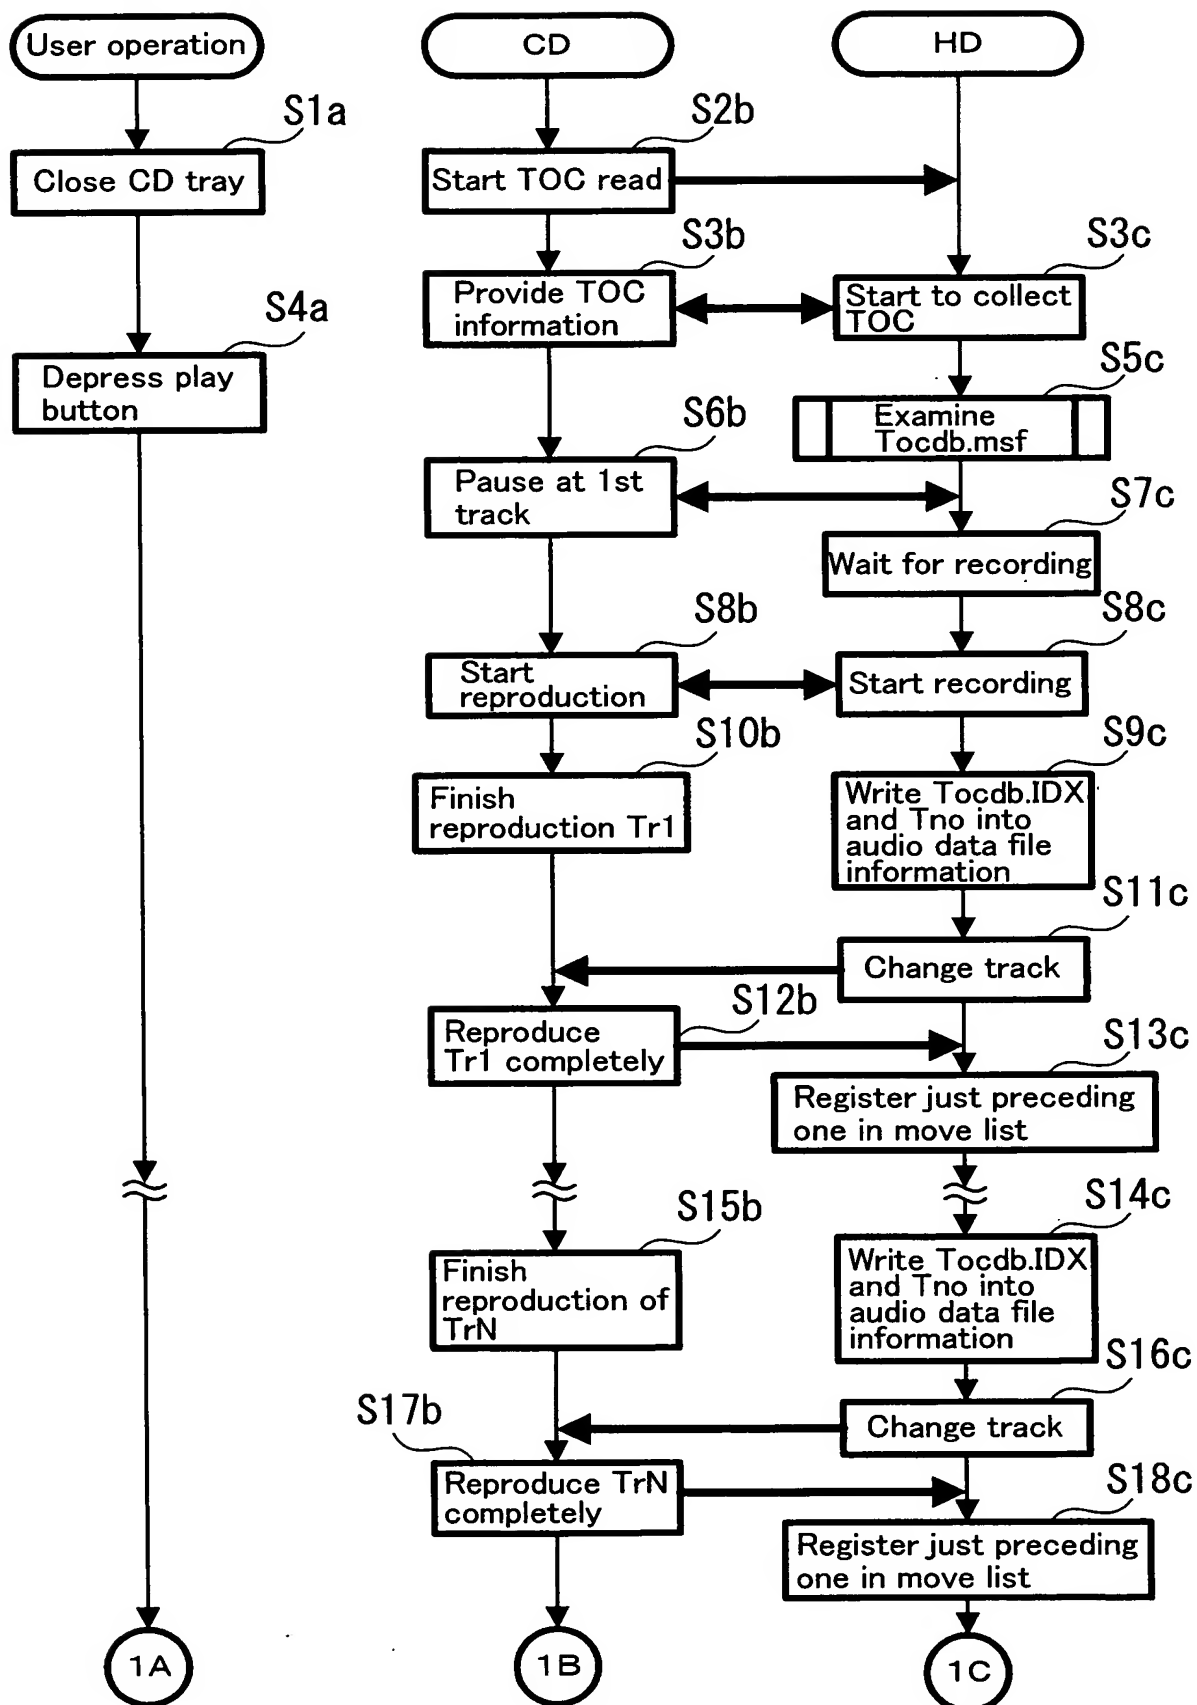 User operation
CD
HD
S1a
Close CD tray
S2b
Start TOC read
S3b
Provide TOC
information
S3c
Start to collect
TOC
S4a
Depress play
button
S5c
Examine
Tocdb.msf
S6b
Pause at 1st
track
S7c
Wait for recording
S8b
Start
reproduction
S8c
Start recording
S10b
Finish
reproduction Tr1
S9c
Write Tocdb.IDX
and Tno into
audio data file
information
S11c
Change track
S12b
Reproduce
Tr1 completely
S13c
Register just preceding
one in move list
S14c
Write Tocdb.IDX
and Tno into
audio data file
information
S15b
Finish
reproduction of
TrN
S16c
Change track
S17b
Reproduce TrN
completely
S18c
Register just preceding
one in move list
1A
1B
1C